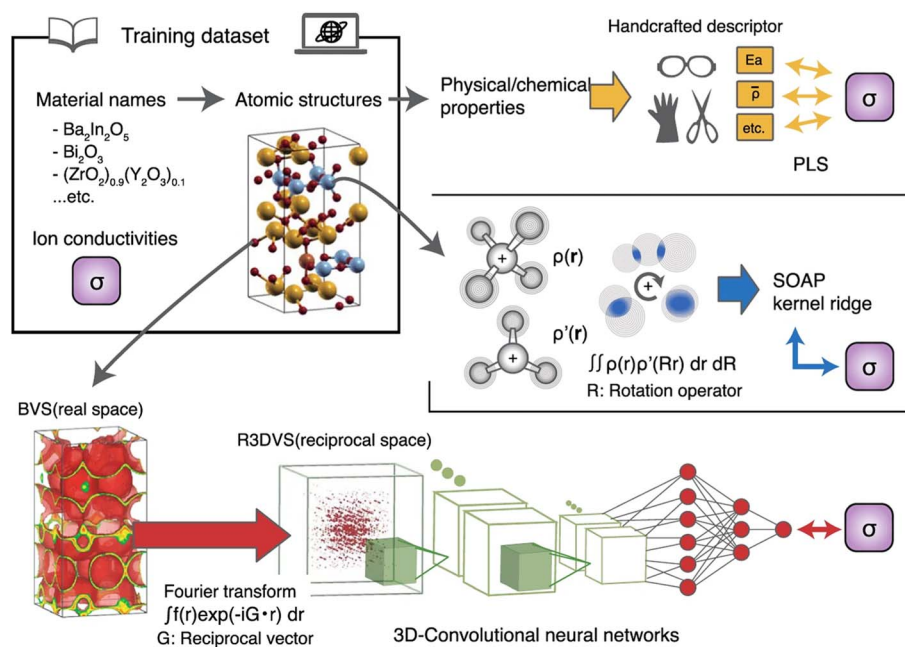 Training dataset
Material names
Atomic structures
- Ba₂In₂O₅
- Bi₂O₃
- (ZrO₂)₀.₉(Y₂O₃)₀.₁
...etc.
Ion conductivities
σ
Physical/chemical
properties
Handcrafted descriptor
Ea
ρ̅
etc.
σ
PLS
+
ρ(r)
+
ρ'(r)
+
∫∫ρ(r)ρ'(Rr) dr dR
R: Rotation operator
SOAP
kernel ridge
σ
BVS(real space)
R3DVS(reciprocal space)
Fourier transform
∫f(r)exp(-iG•r) dr
G: Reciprocal vector
σ
3D-Convolutional neural networks